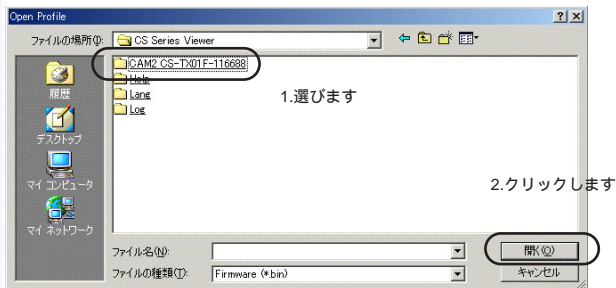 Open Profile
ファイルの場所(I):
CS Series Viewer
CAM2 CS-TX01F-116688
Help
Lang
Log
履歴
デスクトップ
マイ コンピュータ
マイ ネットワーク
1.選びます
2.クリックします
ファイル名(N):
開く(O)
ファイルの種類(T):
Firmware (*.bin)
キャンセル